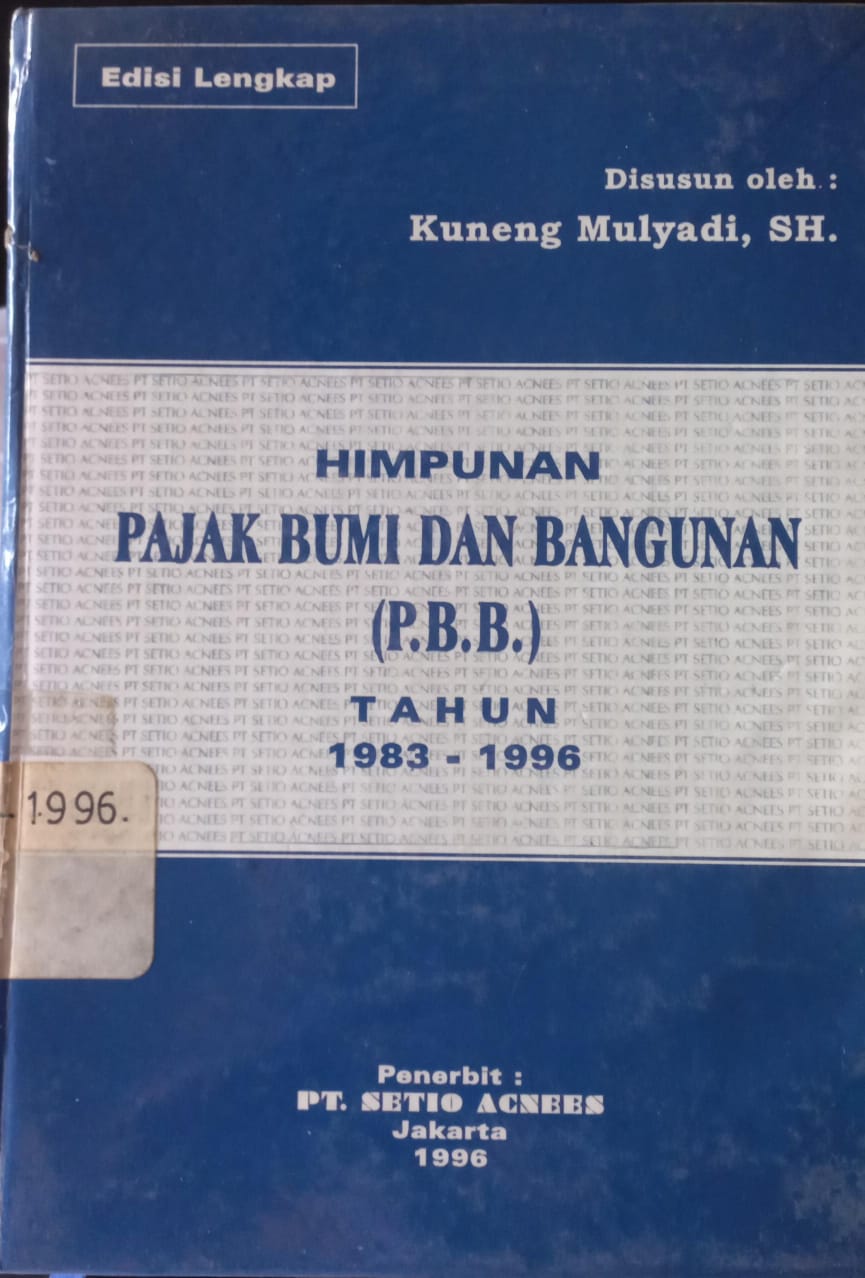 Edisi Lengkap
Disusun oleh :
Kuneng Mulyadi, SH.
HIMPUNAN
PAJAK BUMI DAN BANGUNAN
(P.B.B.)
TAHUN
1983 - 1996
1996.
Penerbit :
PT. SETIO ACNEES
Jakarta
1996